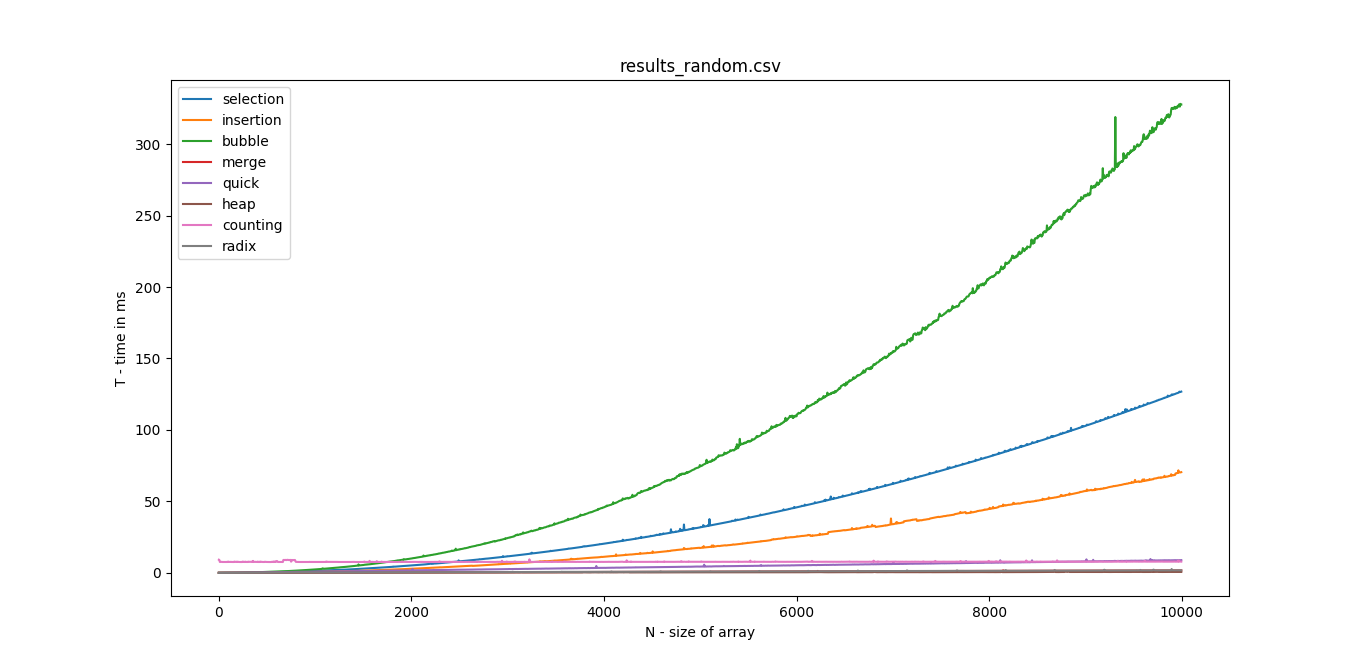 results_random.csv
selection
insertion
bubble
merge
quick
heap
counting
radix
300
250
200
150
100
50
0
T - time in ms
0 2000 4000 6000 8000 10000
N - size of array